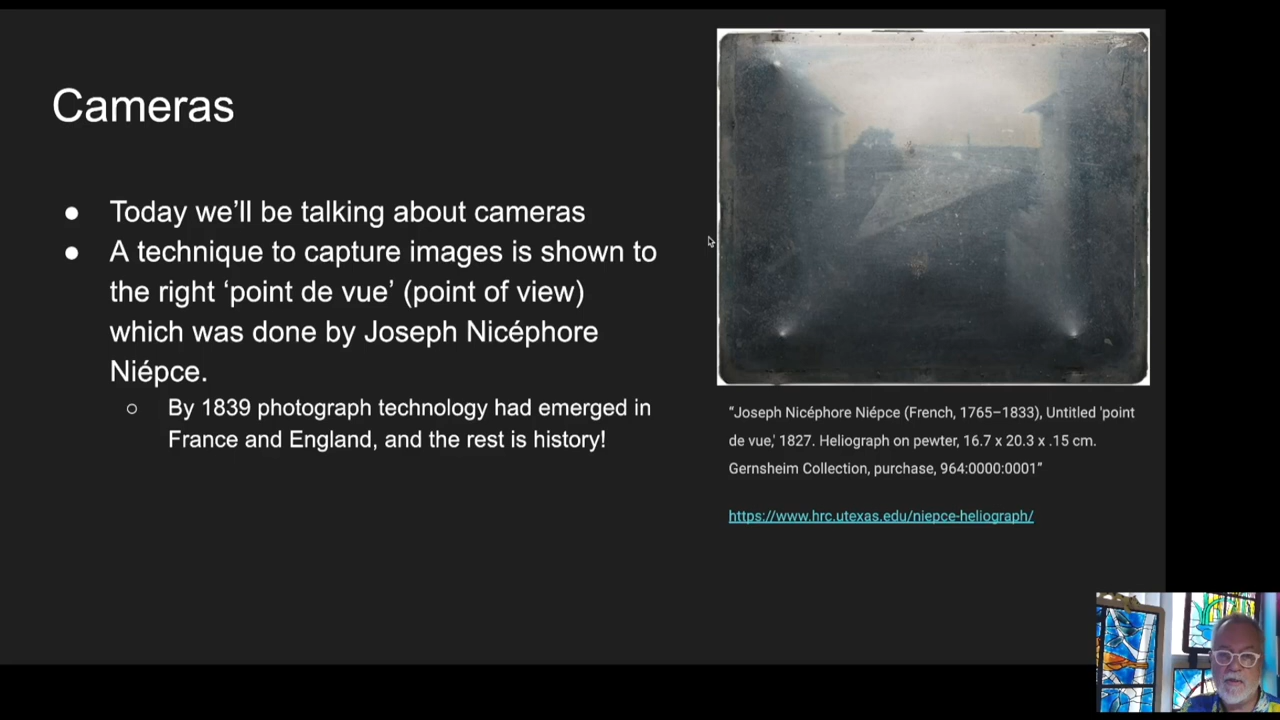 Cameras
● Today we’ll be talking about cameras
● A technique to capture images is shown to
the right ‘point de vue’ (point of view)
which was done by Joseph Nicéphore
Niépce.
○ By 1839 photograph technology had emerged in
France and England, and the rest is history!
“Joseph Nicéphore Niépce (French, 1765–1833), Untitled 'point
de vue,' 1827. Heliograph on pewter, 16.7 x 20.3 x .15 cm.
Gernsheim Collection, purchase, 964:0000:0001”
https://www.hrc.utexas.edu/niepce-heliograph/